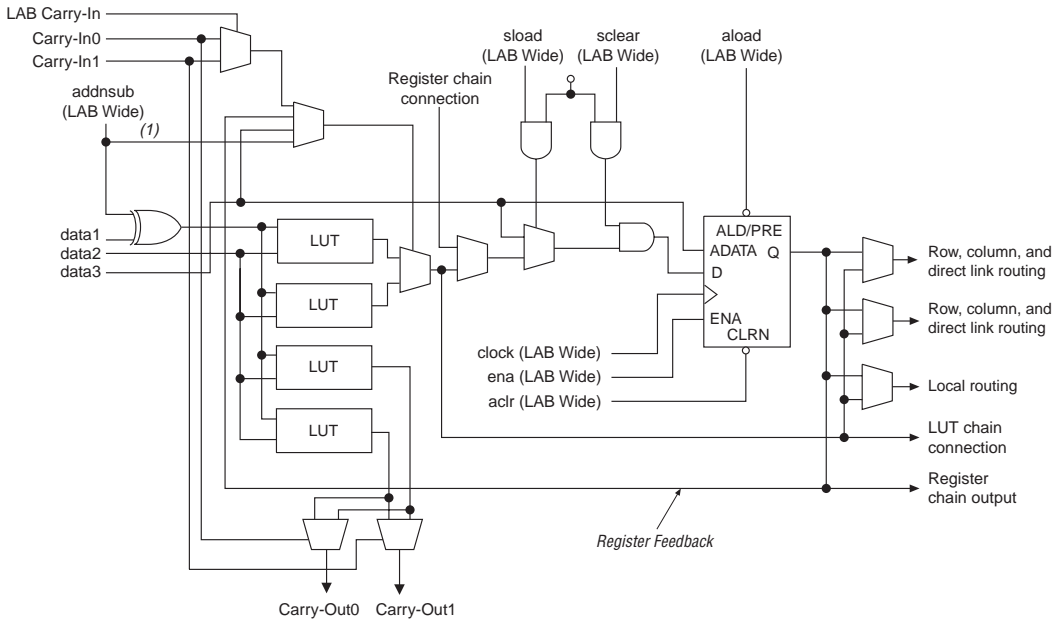 LAB Carry-In
Carry-In0
Carry-In1
addnsub
(LAB Wide)
(1)
Register chain
connection
sload
(LAB Wide)
sclear
(LAB Wide)
aload
(LAB Wide)
data1
data2
data3
LUT
LUT
LUT
LUT
ALD/PRE
ADATA Q
D
ENA
CLRN
clock (LAB Wide)
ena (LAB Wide)
aclr (LAB Wide)
Row, column, and
direct link routing
Row, column, and
direct link routing
Local routing
LUT chain
connection
Register
chain output
Register Feedback
Carry-Out0
Carry-Out1